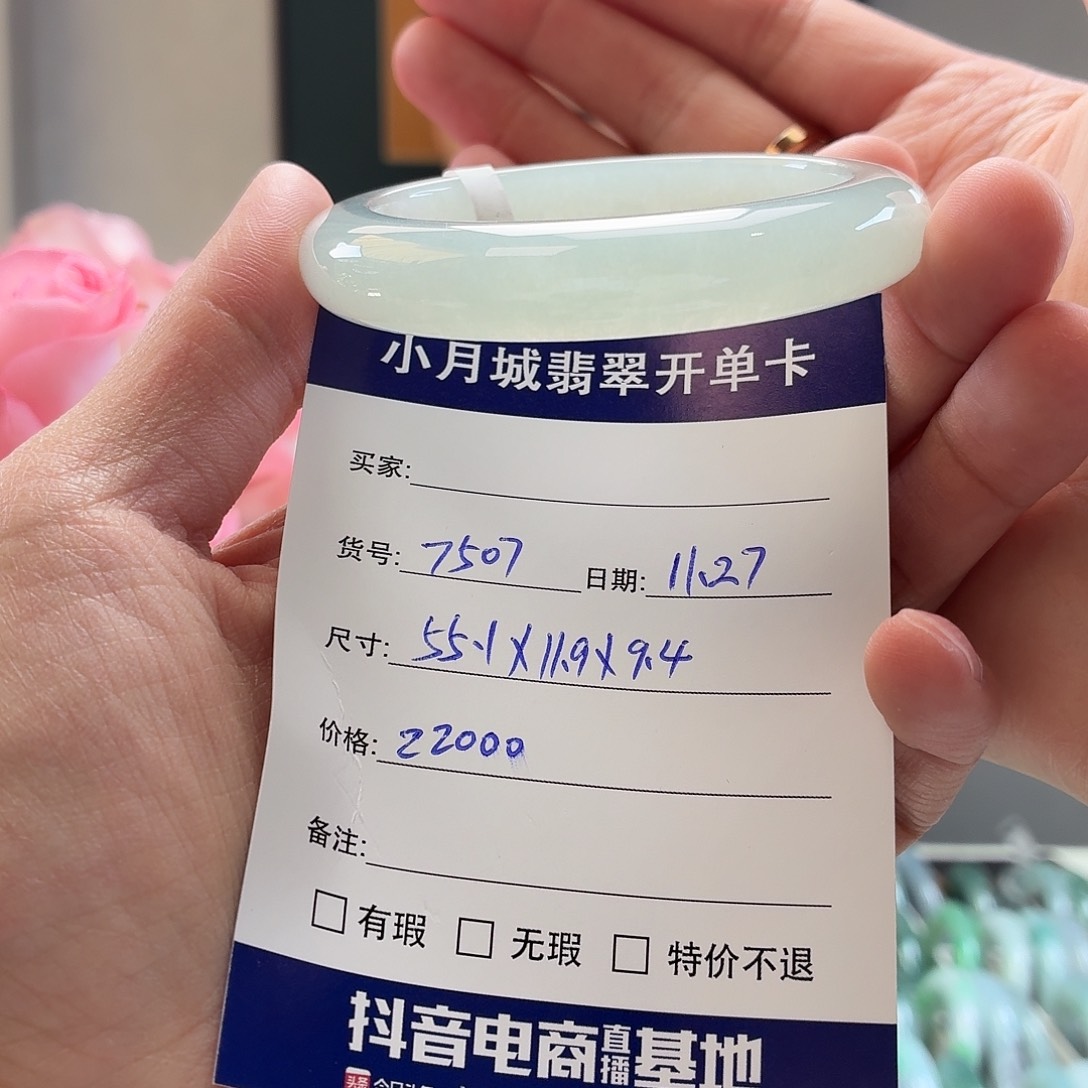 小月城翡翠开单卡
买家:
货号: 7507 日期: 11.27
尺寸: 55.1X11.9X9.4
价格: 22000
备注:
□有瑕 □无瑕 □特价不退
抖音电商直播基地
头条